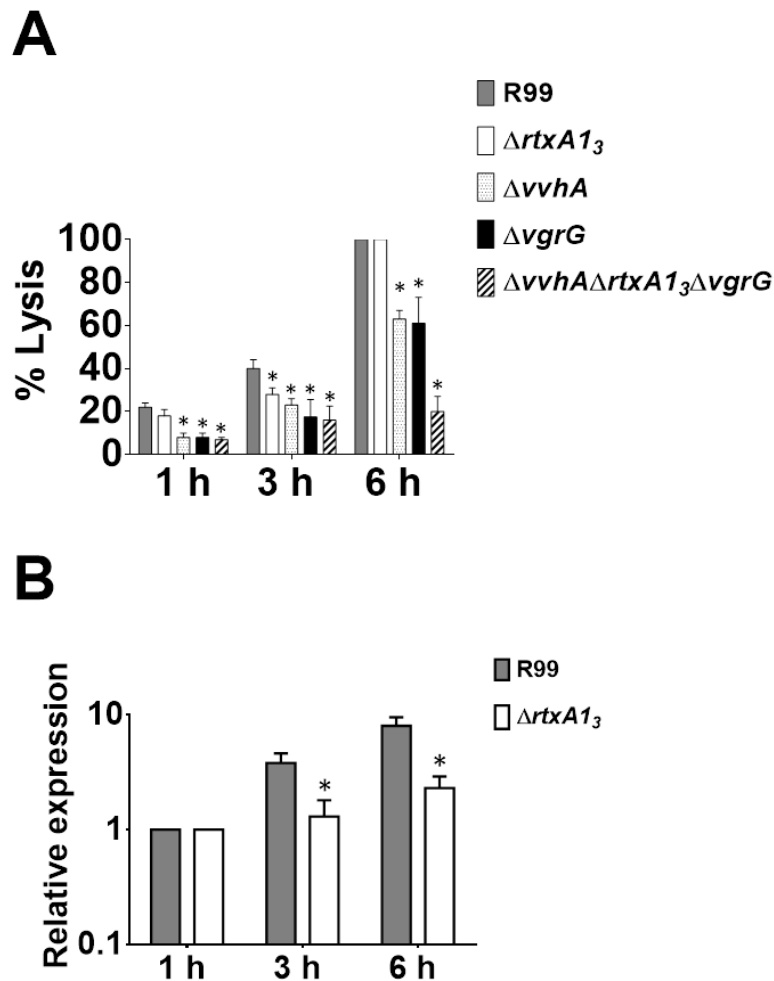 A
R99
ΔrtxA1₃
ΔvvhA
ΔvgrG
ΔvvhAΔrtxA1₃ΔvgrG
% Lysis
100
80
60
40
20
0
* * *
* * * *
* * *
1 h 3 h 6 h
B
R99
ΔrtxA1₃
Relative expression
10
1
0.1
* *
1 h 3 h 6 h